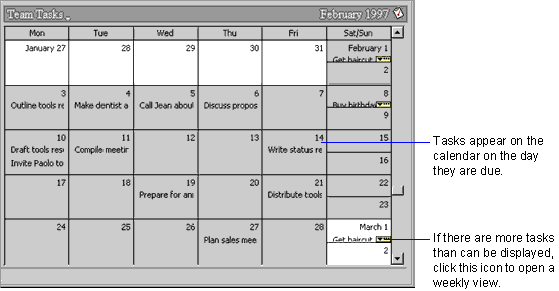 Team Tasks
February 1997
Mon Tue Wed Thu Fri Sat/Sun
January 27 28 29 30 31 February 1
Get haircut
2
3 4 5 6 7 8
Outline tools re Make dentist a Call Jean about Discuss propos Buy birthday
9
10 11 12 13 14 15
Draft tools rese Compile meetin Write status re
Invite Paolo to 16
17 18 19 20 21 22
Prepare for an Distribute tools
23
24 25 26 27 28 March 1
Plan sales mee Get haircut
2
Tasks appear on the
calendar on the day
they are due.
If there are more tasks
than can be displayed,
click this icon to open a
weekly view.